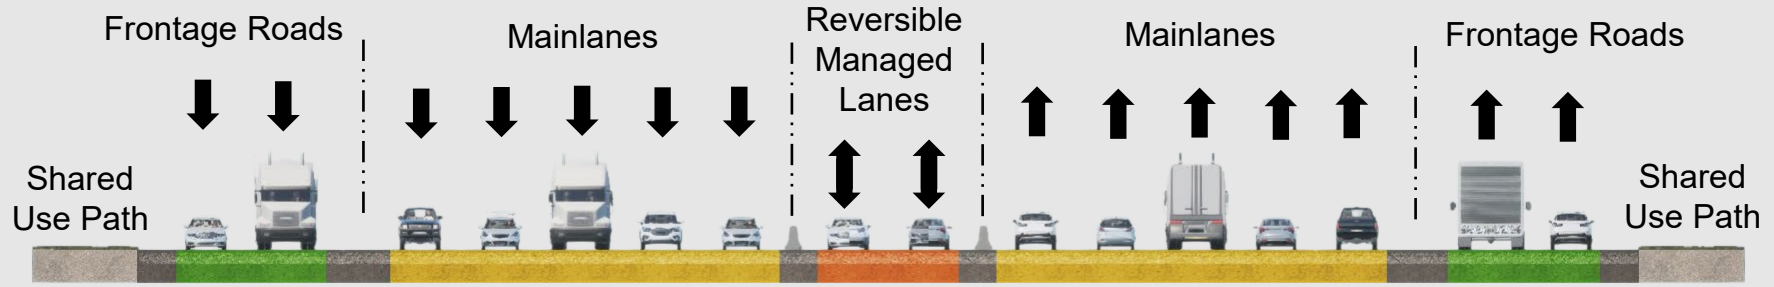 Frontage Roads
Mainlanes
Reversible
Managed
Lanes
Mainlanes
Frontage Roads
Shared
Use Path
Shared
Use Path